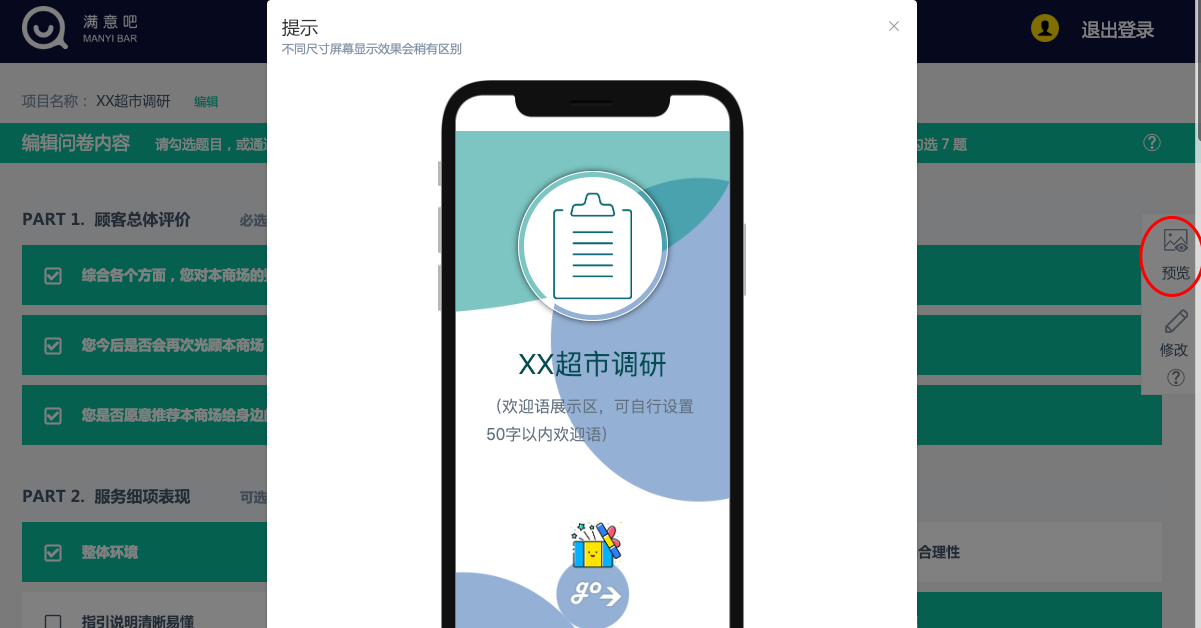 满意吧
MANYI BAR
提示
不同尺寸屏幕显示效果会稍有区别
退出登录
项目名称： XX超市调研 编辑
编辑问卷内容 请勾选题目，或通过
勾选 7 题
PART 1. 顾客总体评价 必选
综合各个方面，您对本商场的
预览
您今后是否会再次光顾本商场
修改
您是否愿意推荐本商场给身边的
XX超市调研
（欢迎语展示区，可自行设置
50字以内欢迎语）
PART 2. 服务细项表现 可选
整体环境
合理性
go
指引说明清晰易懂